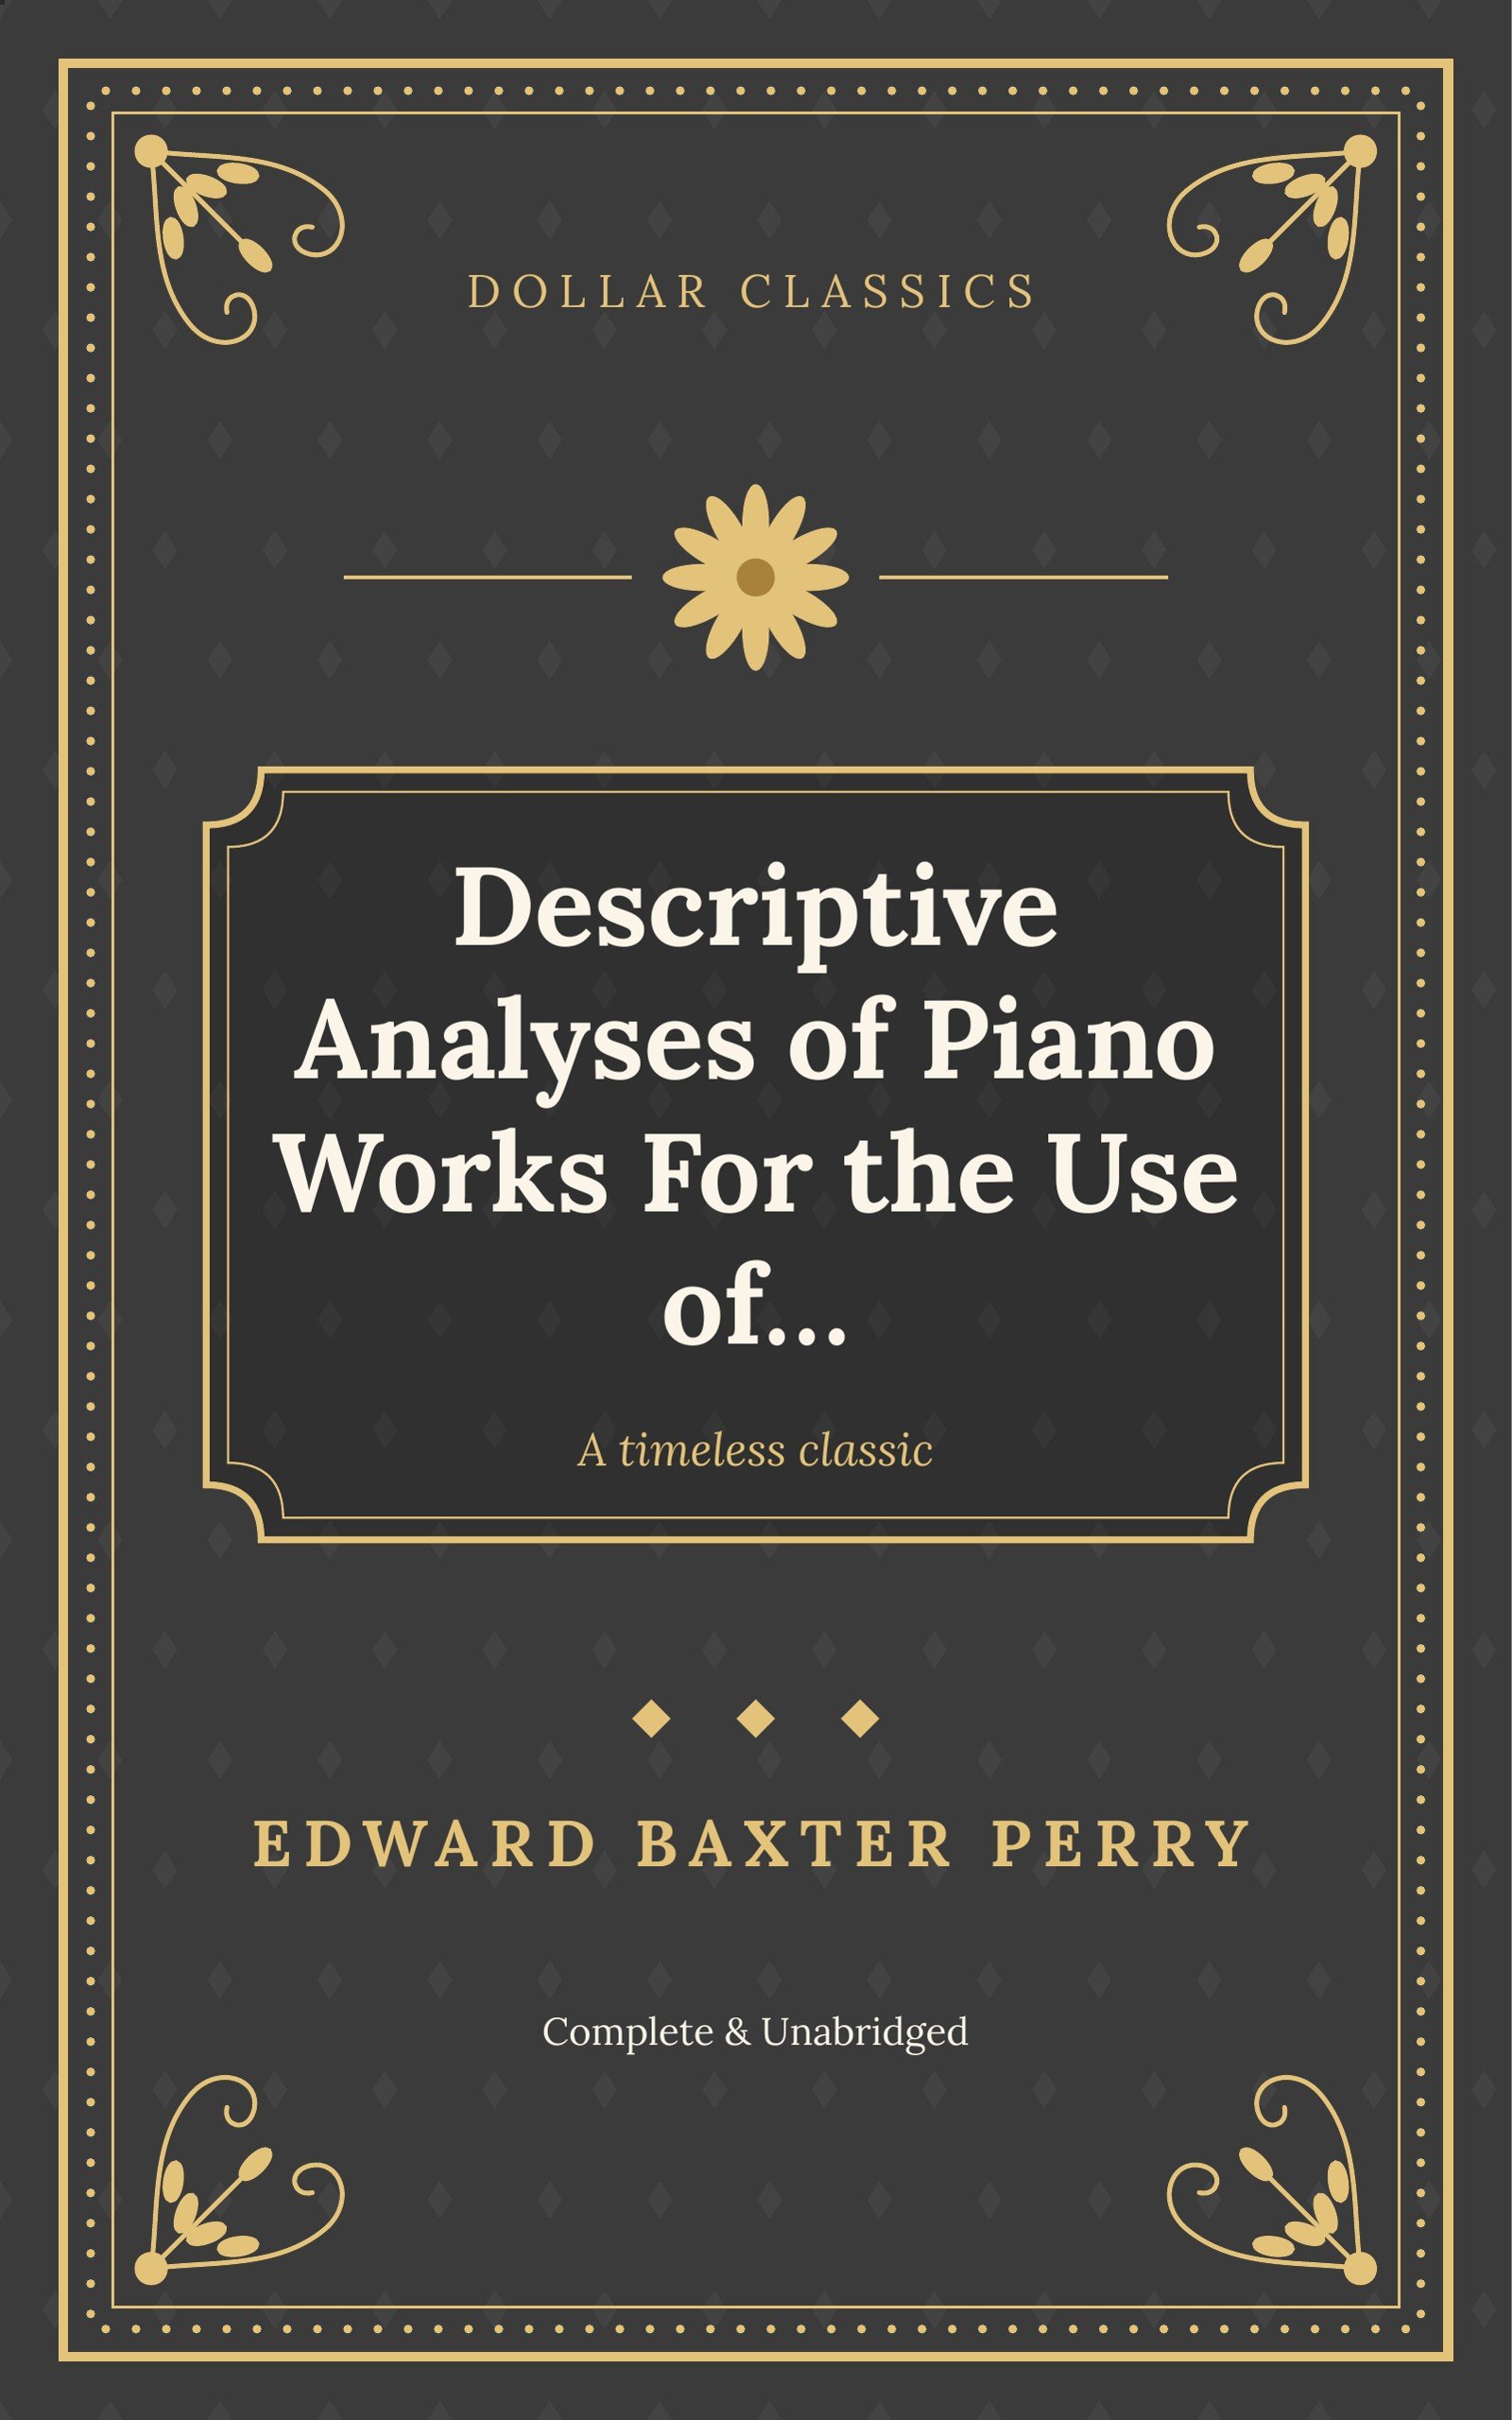 DOLLAR CLASSICS
Descriptive
Analyses of Piano
Works For the Use
of...
A timeless classic
EDWARD BAXTER PERRY
Complete & Unabridged